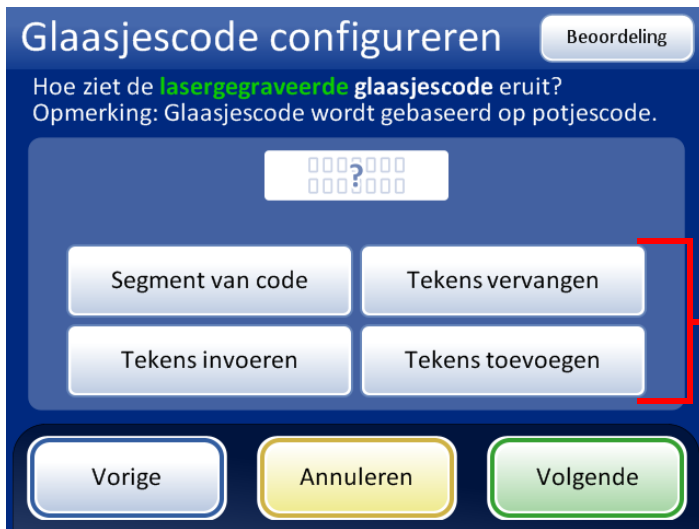 Glaasjescode configureren
Beoordeling
Hoe ziet de lasergegraveerde glaasjescode eruit?
Opmerking: Glaasjescode wordt gebaseerd op potjescode.
?
Segment van code
Tekens vervangen
Tekens invoeren
Tekens toevoegen
Vorige
Annuleren
Volgende